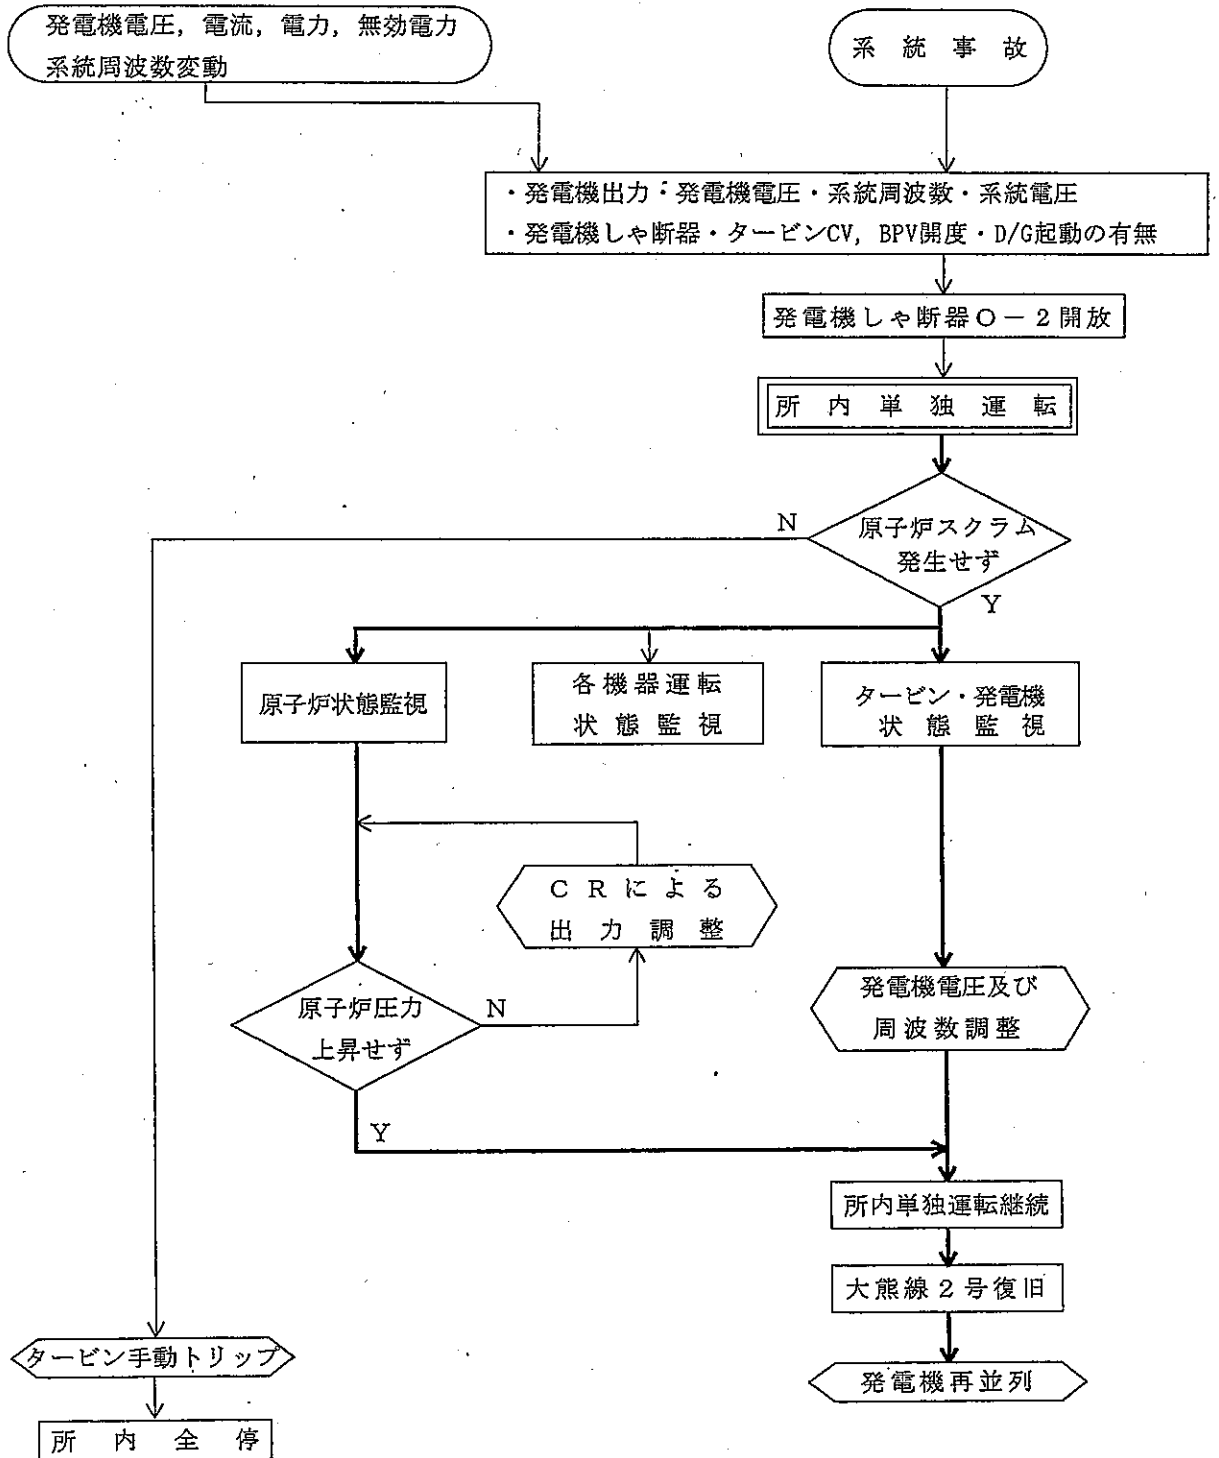 発電機電圧，電流，電力，無効電力
系統周波数変動
系統事故
・発電機出力・発電機電圧・系統周波数・系統電圧
・発電機しゃ断器・タービンCV, BPV開度・D/G起動の有無
発電機しゃ断器Ｏ－２開放
所内単独運転
N
原子炉スクラム
発生せず
Y
原子炉状態監視
各機器運転
状態監視
タービン・発電機
状態監視
ＣＲによる
出力調整
原子炉圧力
上昇せず
N
発電機電圧及び
周波数調整
Y
所内単独運転継続
大熊線２号復旧
タービン手動トリップ
発電機再並列
所内全停